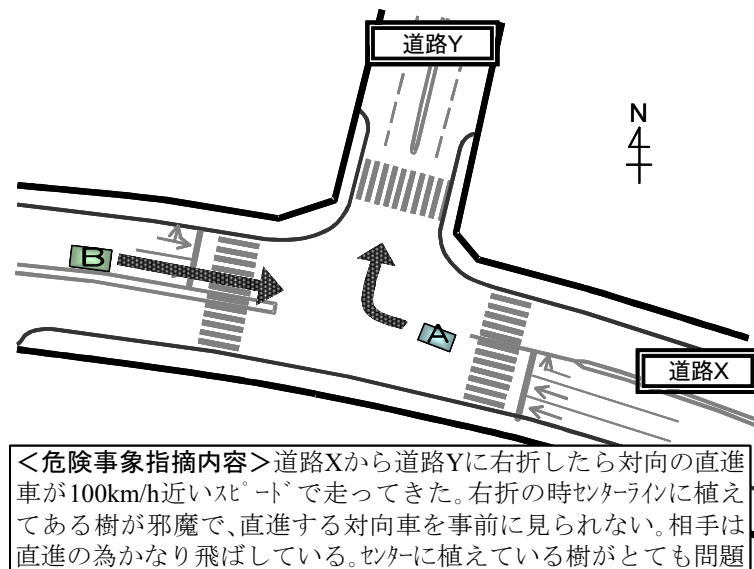 道路Y
N
B
A
道路X
＜危険事象指摘内容＞道路Xから道路Yに右折したら対向の直進
車が100km/h近いｽﾋﾟｰﾄﾞで走ってきた。右折の時ｾﾝﾀｰﾗｲﾝに植え
てある樹が邪魔で、直進する対向車を事前に見られない。相手は
直進の為かなり飛ばしている。ｾﾝﾀｰに植えている樹がとても問題